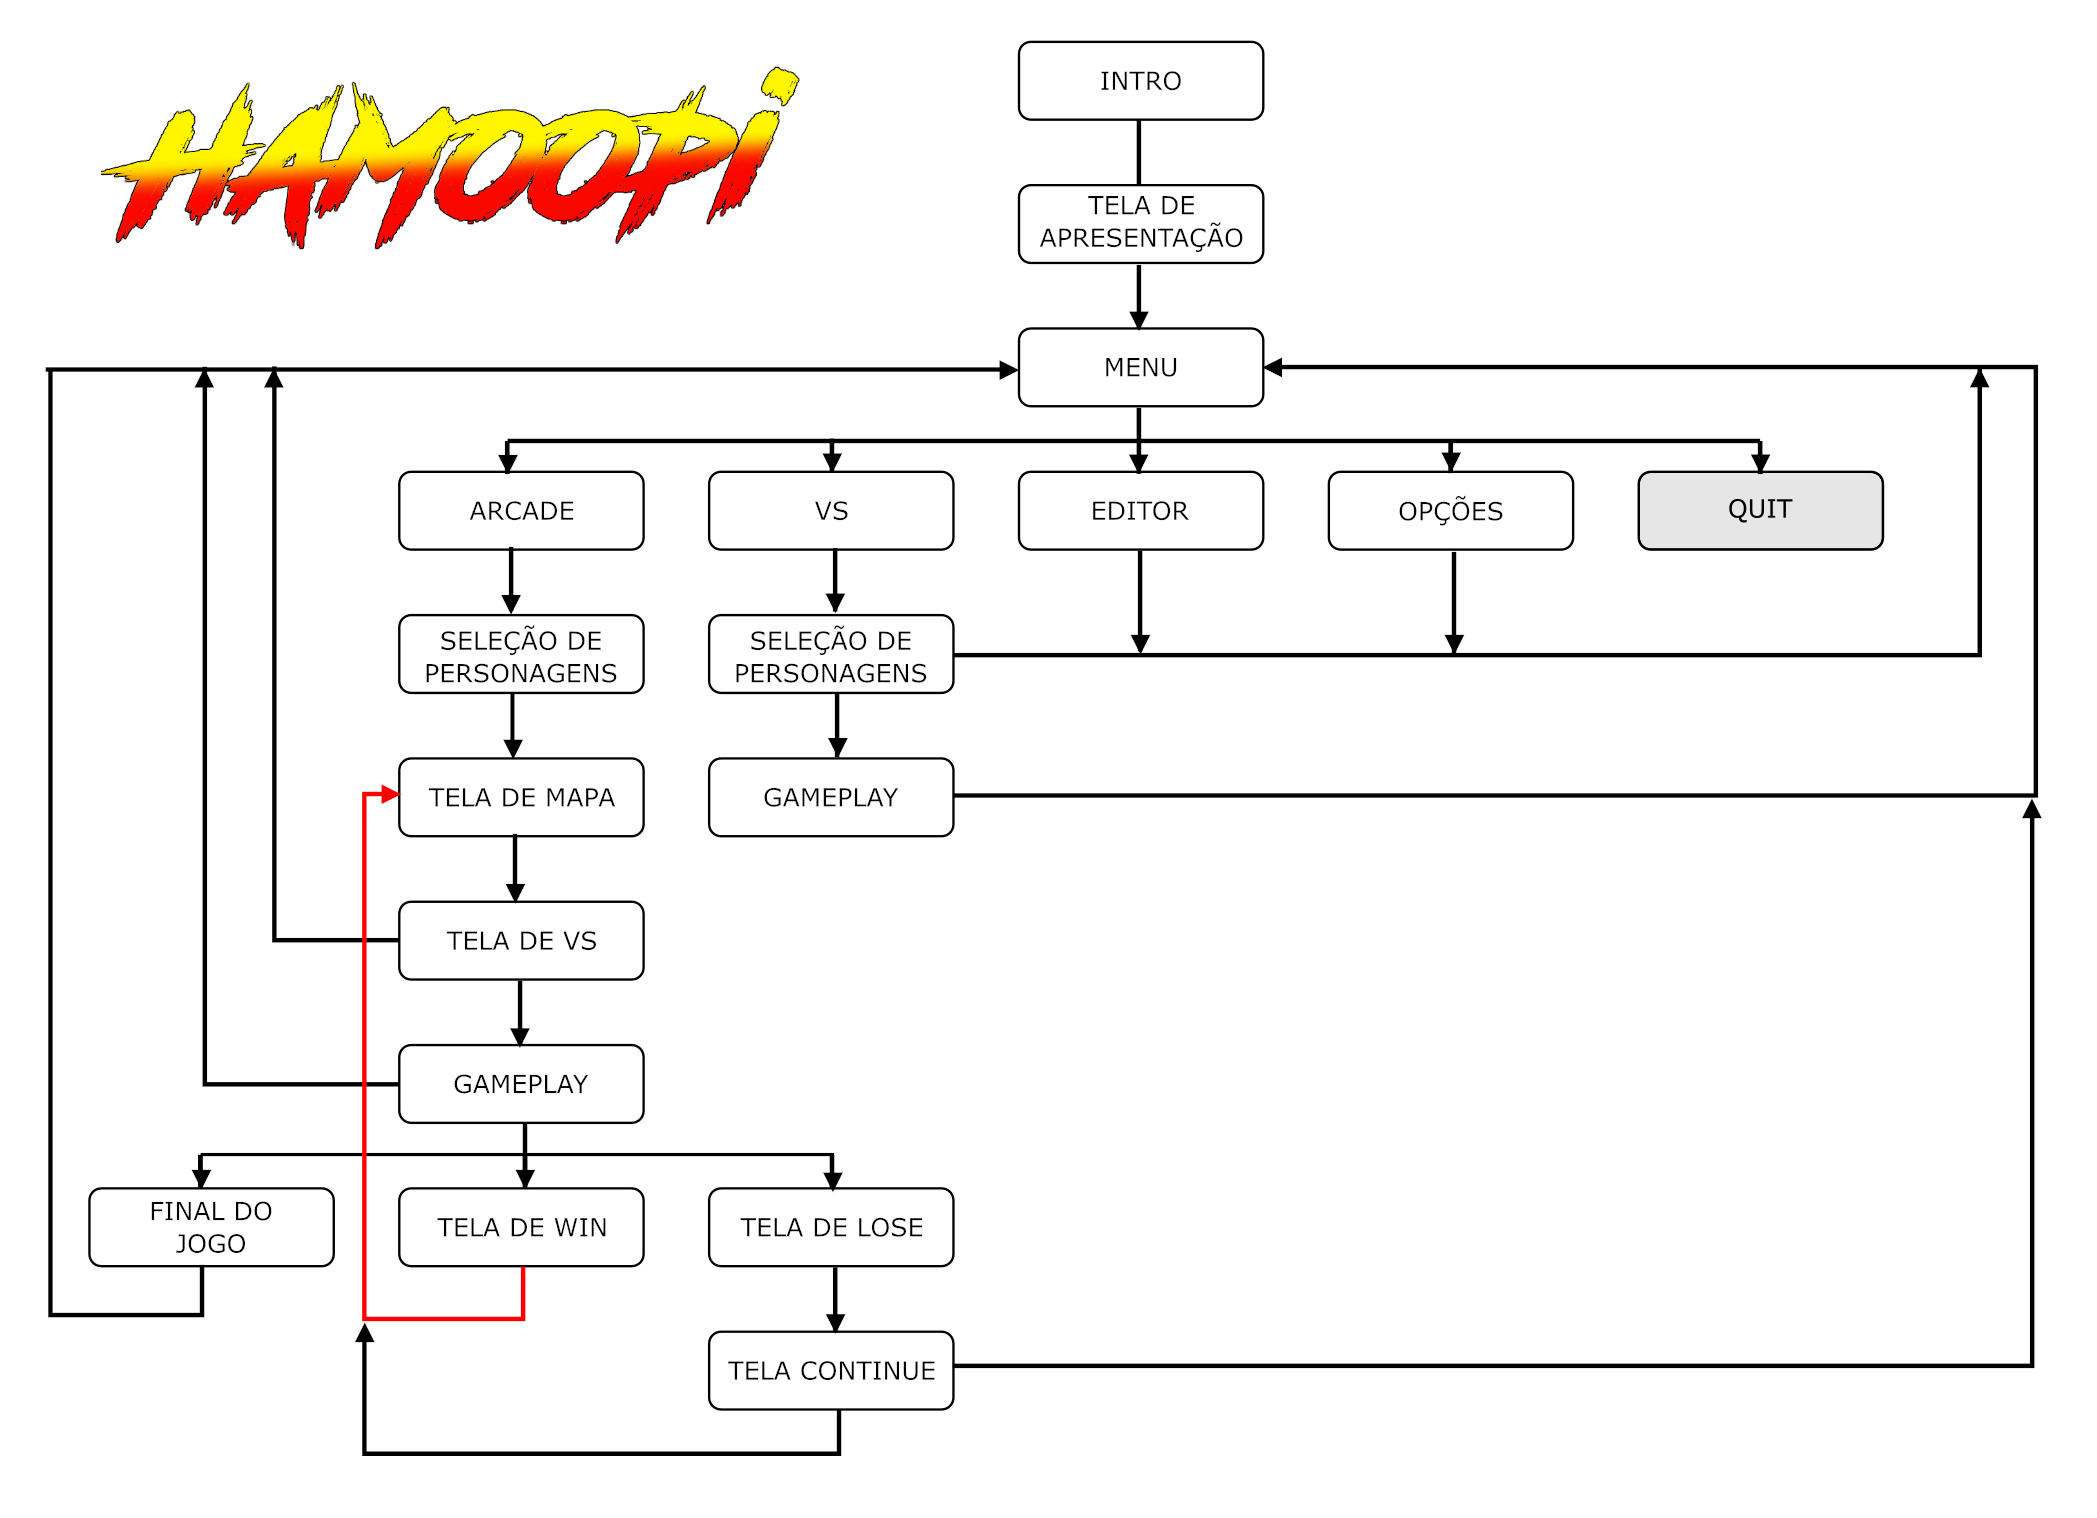 HAMOOPi
INTRO
TELA DE
APRESENTAÇÃO
MENU
ARCADE
VS
EDITOR
OPÇÕES
QUIT
SELEÇÃO DE
PERSONAGENS
SELEÇÃO DE
PERSONAGENS
TELA DE MAPA
GAMEPLAY
TELA DE VS
GAMEPLAY
FINAL DO
JOGO
TELA DE WIN
TELA DE LOSE
TELA CONTINUE